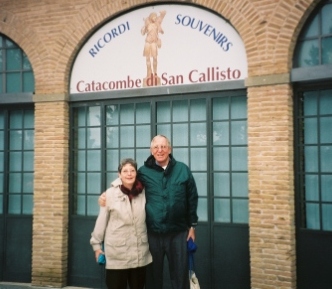 RICORDI SOUVENIRS
Catacombe di San Callisto